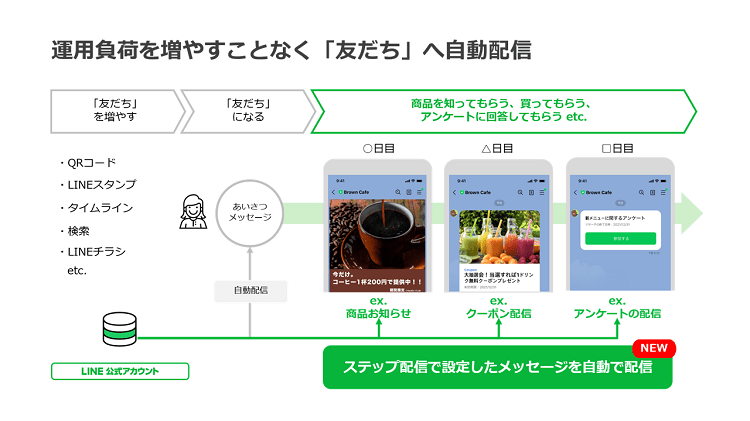 運用負荷を増やすことなく「友だち」へ自動配信
「友だち」
を増やす
「友だち」
になる
商品を知ってもらう、買ってもらう、
アンケートに回答してもらう etc.
・QRコード
・LINEスタンプ
・タイムライン
・検索
・LINEチラシ
etc.
あいさつ
メッセージ
自動配信
○日目
9:41
Brown Cafe
今だけ。
コーヒー1杯200円で提供中！！
ex.
商品お知らせ
△日目
9:41
Brown Cafe
大抽選会！当選すれば1ドリン
ク無料クーポンプレゼント
ex.
クーポン配信
□日目
9:41
Brown Cafe
新メニューに関するアンケート
ex.
アンケートの配信
LINE 公式アカウント
NEW
ステップ配信で設定したメッセージを自動で配信